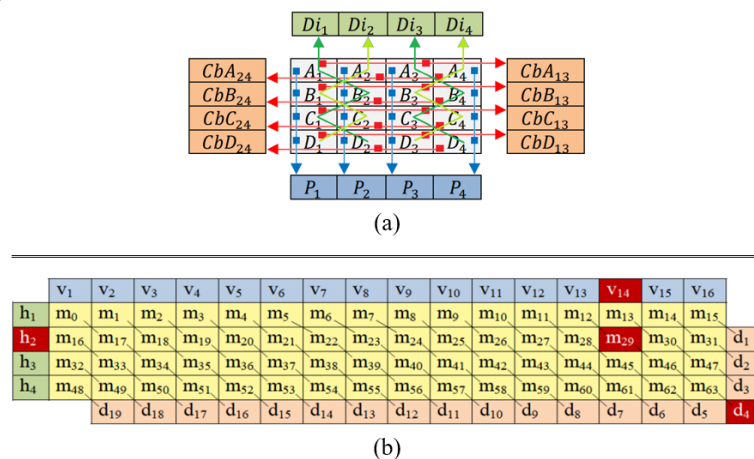 Di₁ Di₂ Di₃ Di₄
CbA₂₄ A₁ A₂ A₃ A₄ CbA₁₃
CbB₂₄ B₁ B₂ B₃ B₄ CbB₁₃
CbC₂₄ C₁ C₂ C₃ C₄ CbC₁₃
CbD₂₄ D₁ D₂ D₃ D₄ CbD₁₃
P₁ P₂ P₃ P₄
(a)
v₁ v₂ v₃ v₄ v₅ v₆ v₇ v₈ v₉ v₁₀ v₁₁ v₁₂ v₁₃ v₁₄ v₁₅ v₁₆
h₁ m₀ m₁ m₂ m₃ m₄ m₅ m₆ m₇ m₈ m₉ m₁₀ m₁₁ m₁₂ m₁₃ m₁₄ m₁₅
h₂ m₁₆ m₁₇ m₁₈ m₁₉ m₂₀ m₂₁ m₂₂ m₂₃ m₂₄ m₂₅ m₂₆ m₂₇ m₂₈ m₂₉ m₃₀ m₃₁ d₁
h₃ m₃₂ m₃₃ m₃₄ m₃₅ m₃₆ m₃₇ m₃₈ m₃₉ m₄₀ m₄₁ m₄₂ m₄₃ m₄₄ m₄₅ m₄₆ m₄₇ d₂
h₄ m₄₈ m₄₉ m₅₀ m₅₁ m₅₂ m₅₃ m₅₄ m₅₅ m₅₆ m₅₇ m₅₈ m₅₉ m₆₀ m₆₁ m₆₂ m₆₃ d₃
d₁₉ d₁₈ d₁₇ d₁₆ d₁₅ d₁₄ d₁₃ d₁₂ d₁₁ d₁₀ d₉ d₈ d₇ d₆ d₅ d₄
(b)